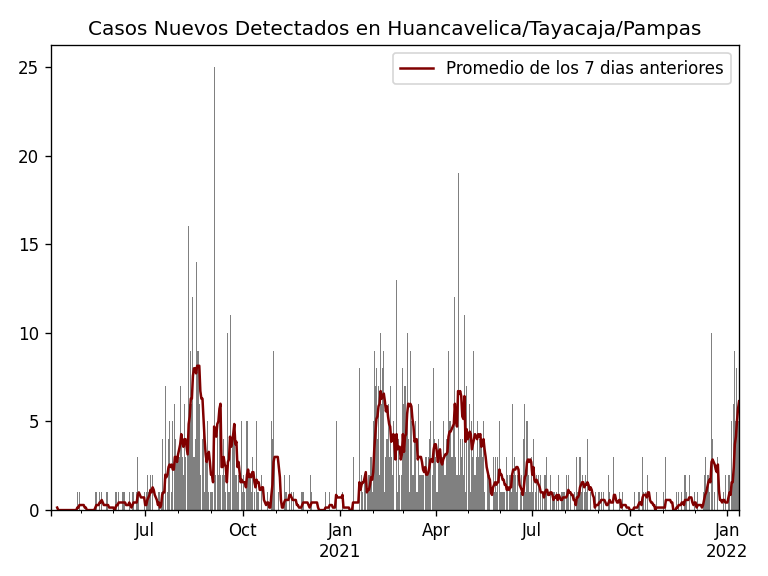 Casos Nuevos Detectados en Huancavelica/Tayacaja/Pampas
Promedio de los 7 dias anteriores
25
20
15
10
5
0
Jul Oct Jan Apr Jul Oct Jan
2021 2022